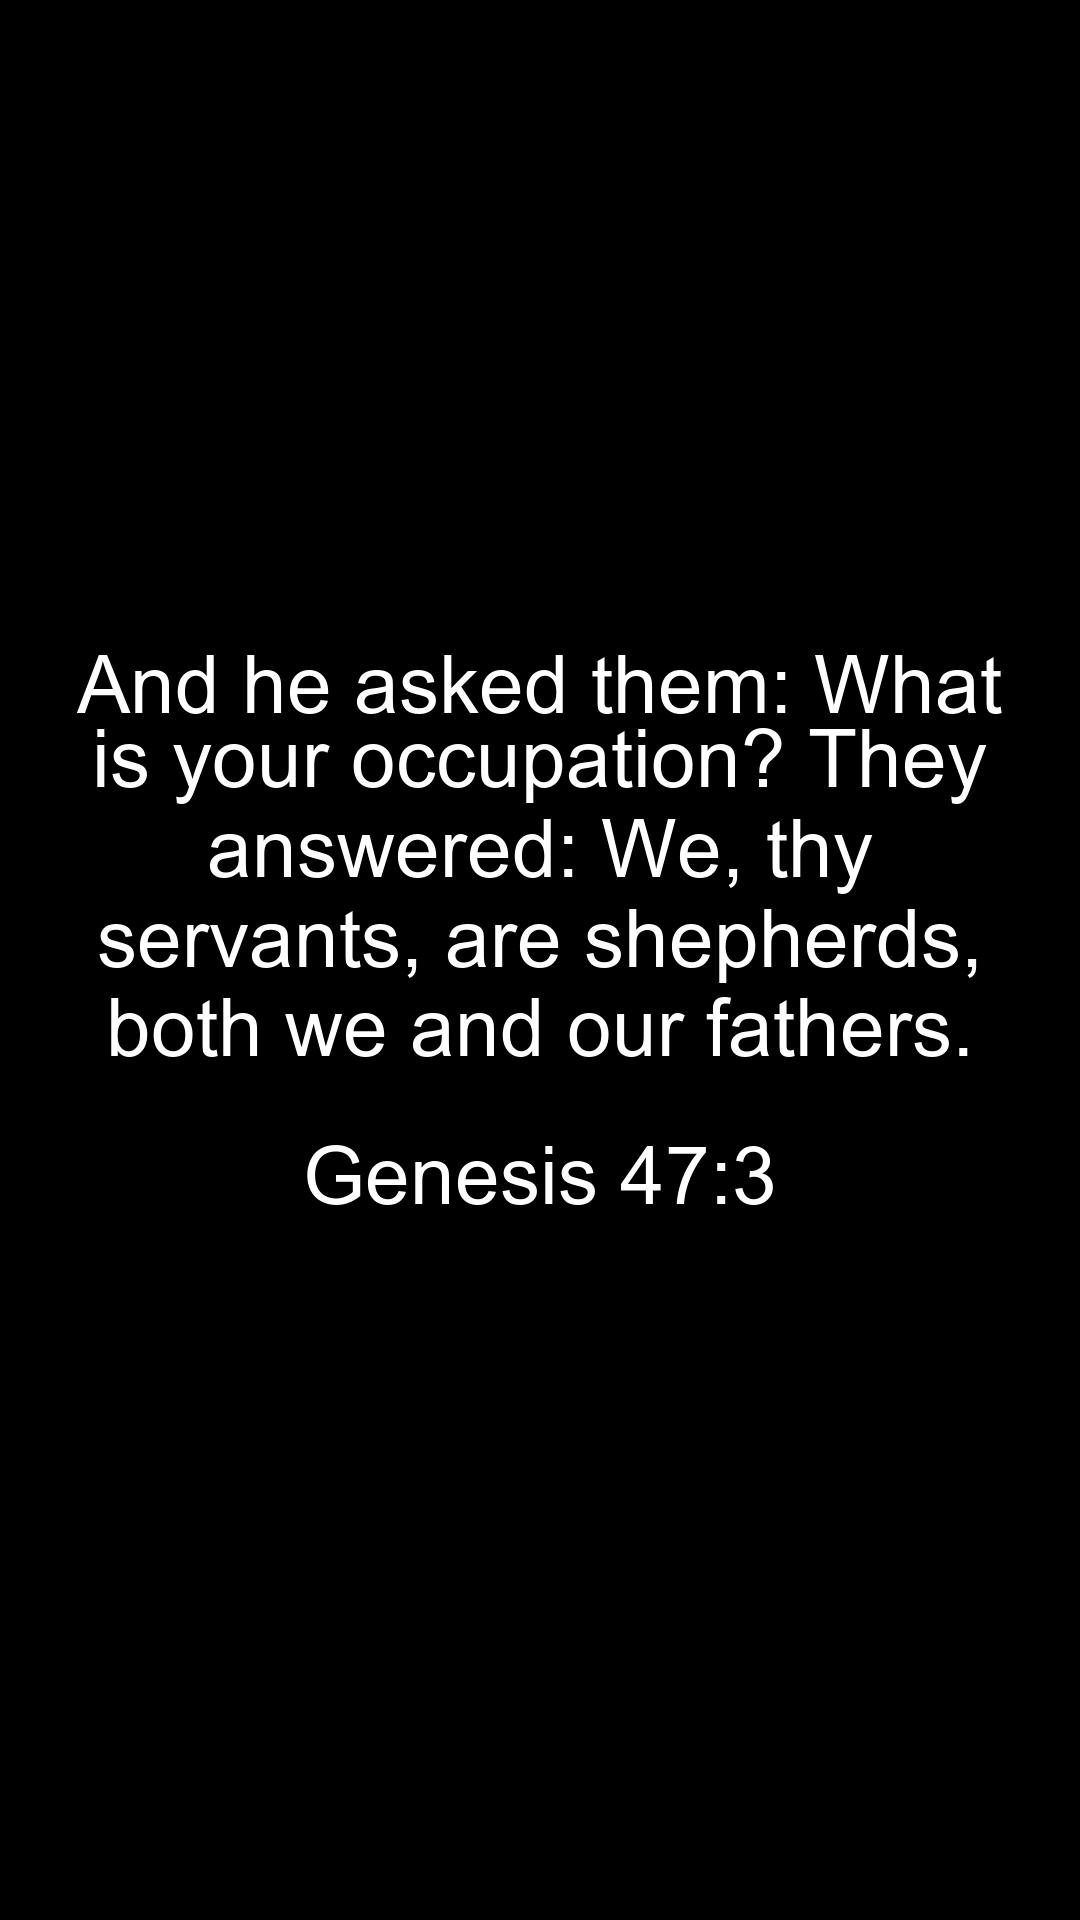 And he asked them: What
is your occupation? They
answered: We, thy
servants, are shepherds,
both we and our fathers.
Genesis 47:3